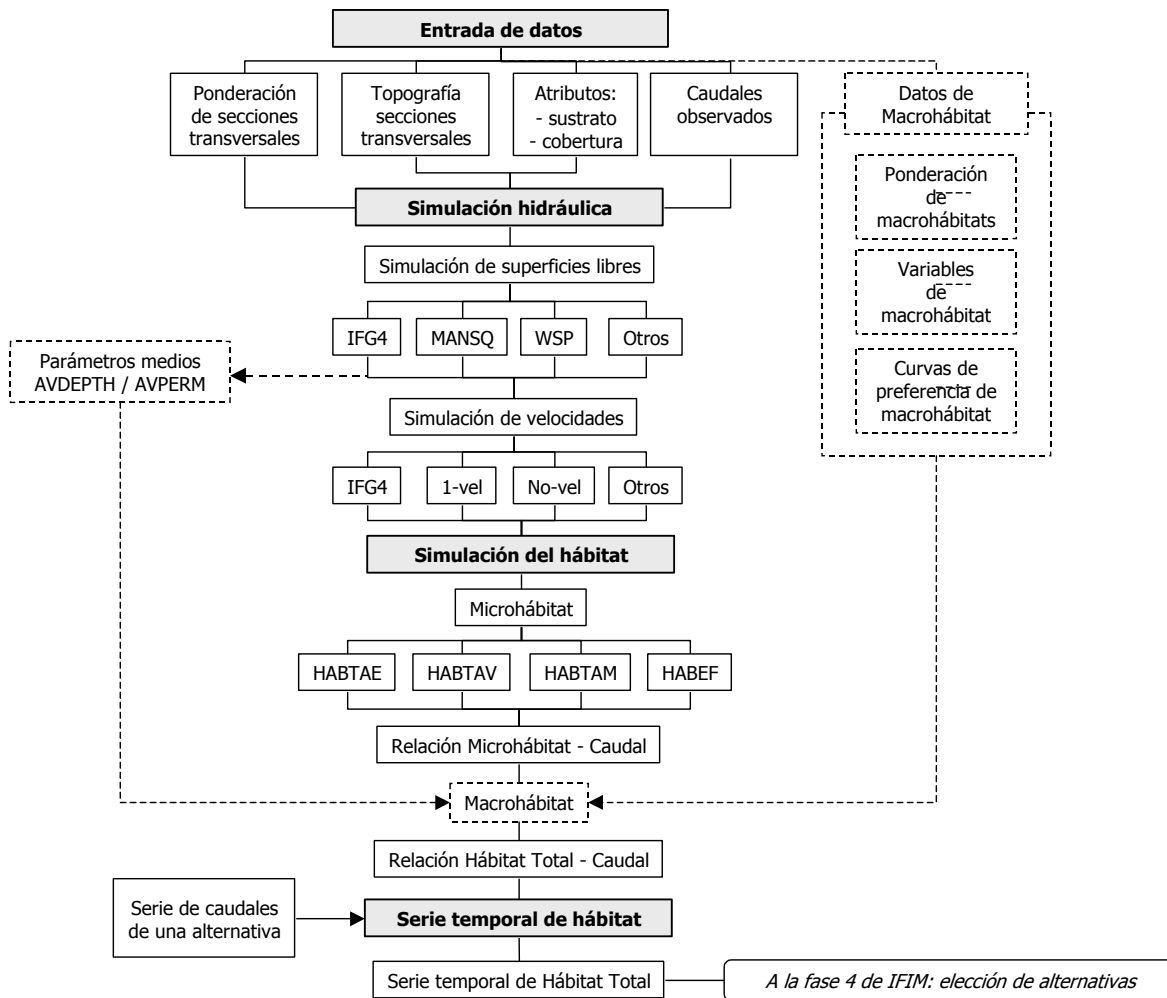 Entrada de datos
Ponderación
de secciones
transversales
Topografía
secciones
transversales
Atributos:
- sustrato
- cobertura
Caudales
observados
Datos de
Macrohábitat
Ponderación
de
macrohábitats
Variables
de
macrohábitat
Curvas de
preferencia de
macrohábitat
Simulación hidráulica
Simulación de superficies libres
IFG4
MANSQ
WSP
Otros
Parámetros medios
AVDEPTH / AVPERM
Simulación de velocidades
IFG4
1-vel
No-vel
Otros
Simulación del hábitat
Microhábitat
HABTAE
HABTAV
HABTAM
HABEF
Relación Microhábitat - Caudal
Macrohábitat
Relación Hábitat Total - Caudal
Serie de caudales
de una alternativa
Serie temporal de hábitat
Serie temporal de Hábitat Total
A la fase 4 de IFIM: elección de alternativas